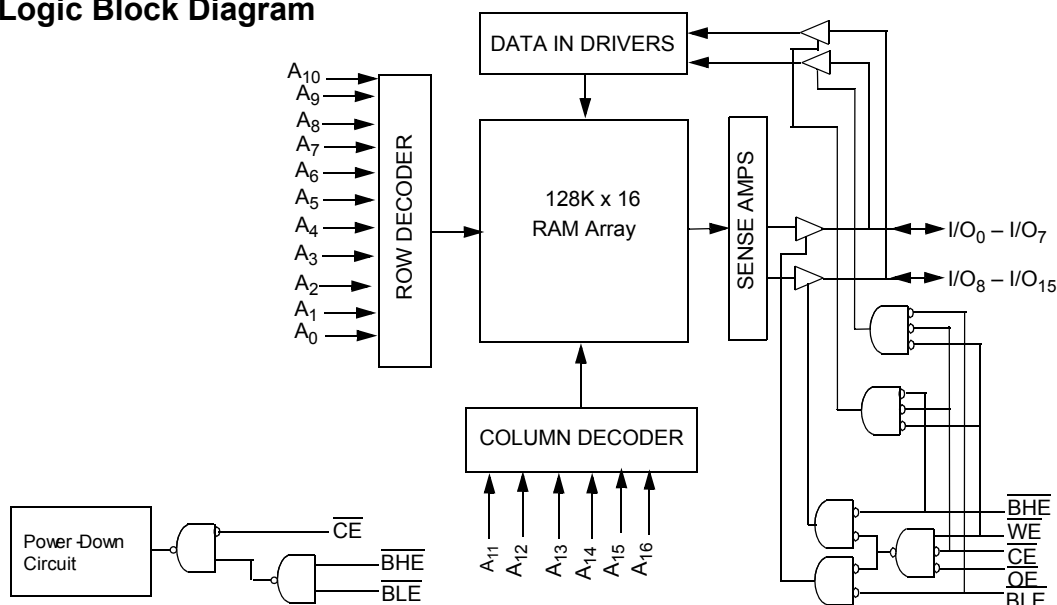 Logic Block Diagram
DATA IN DRIVERS
A10
A9
A8
A7
A6
A5
A4
A3
A2
A1
A0
ROW DECODER
128K x 16
RAM Array
SENSE AMPS
I/O0 – I/O7
I/O8 – I/O15
COLUMN DECODER
A11
A12
A13
A14
A15
A16
Power-Down
Circuit
CE
BHE
BLE
BHE
WE
CE
OE
BLE